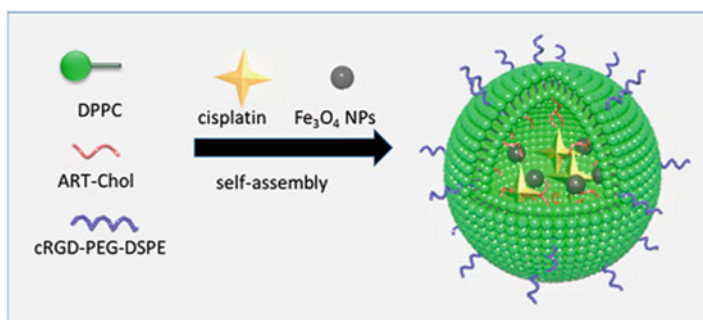 DPPC
ART-Chol
cRGD-PEG-DSPE
cisplatin
Fe₃O₄ NPs
self-assembly